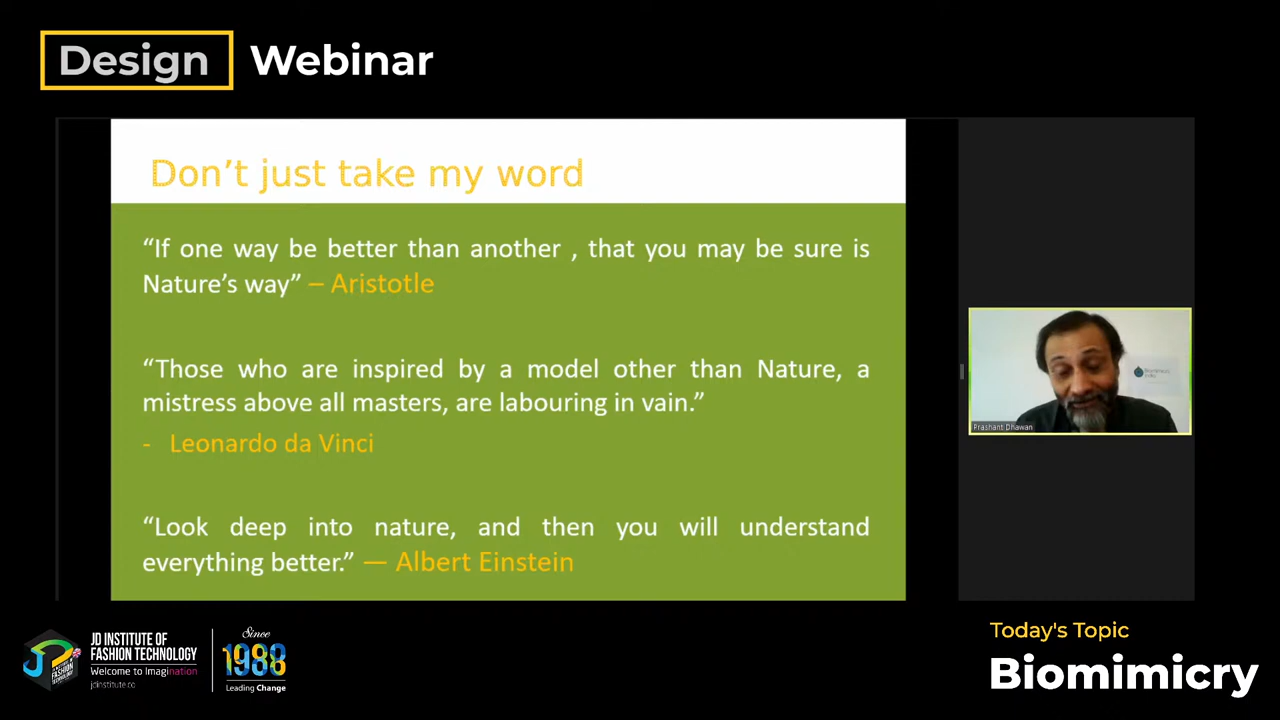 Design Webinar
Don’t just take my word
“If one way be better than another , that you may be sure is
Nature’s way” – Aristotle
“Those who are inspired by a model other than Nature, a
mistress above all masters, are labouring in vain.”
- Leonardo da Vinci
“Look deep into nature, and then you will understand
everything better.” — Albert Einstein
Prashant Dhawan
JD INSTITUTE OF
FASHION TECHNOLOGY
Welcome to Imagination
jdinstitute.co
Since
1988
Leading Change
Today's Topic
Biomimicry